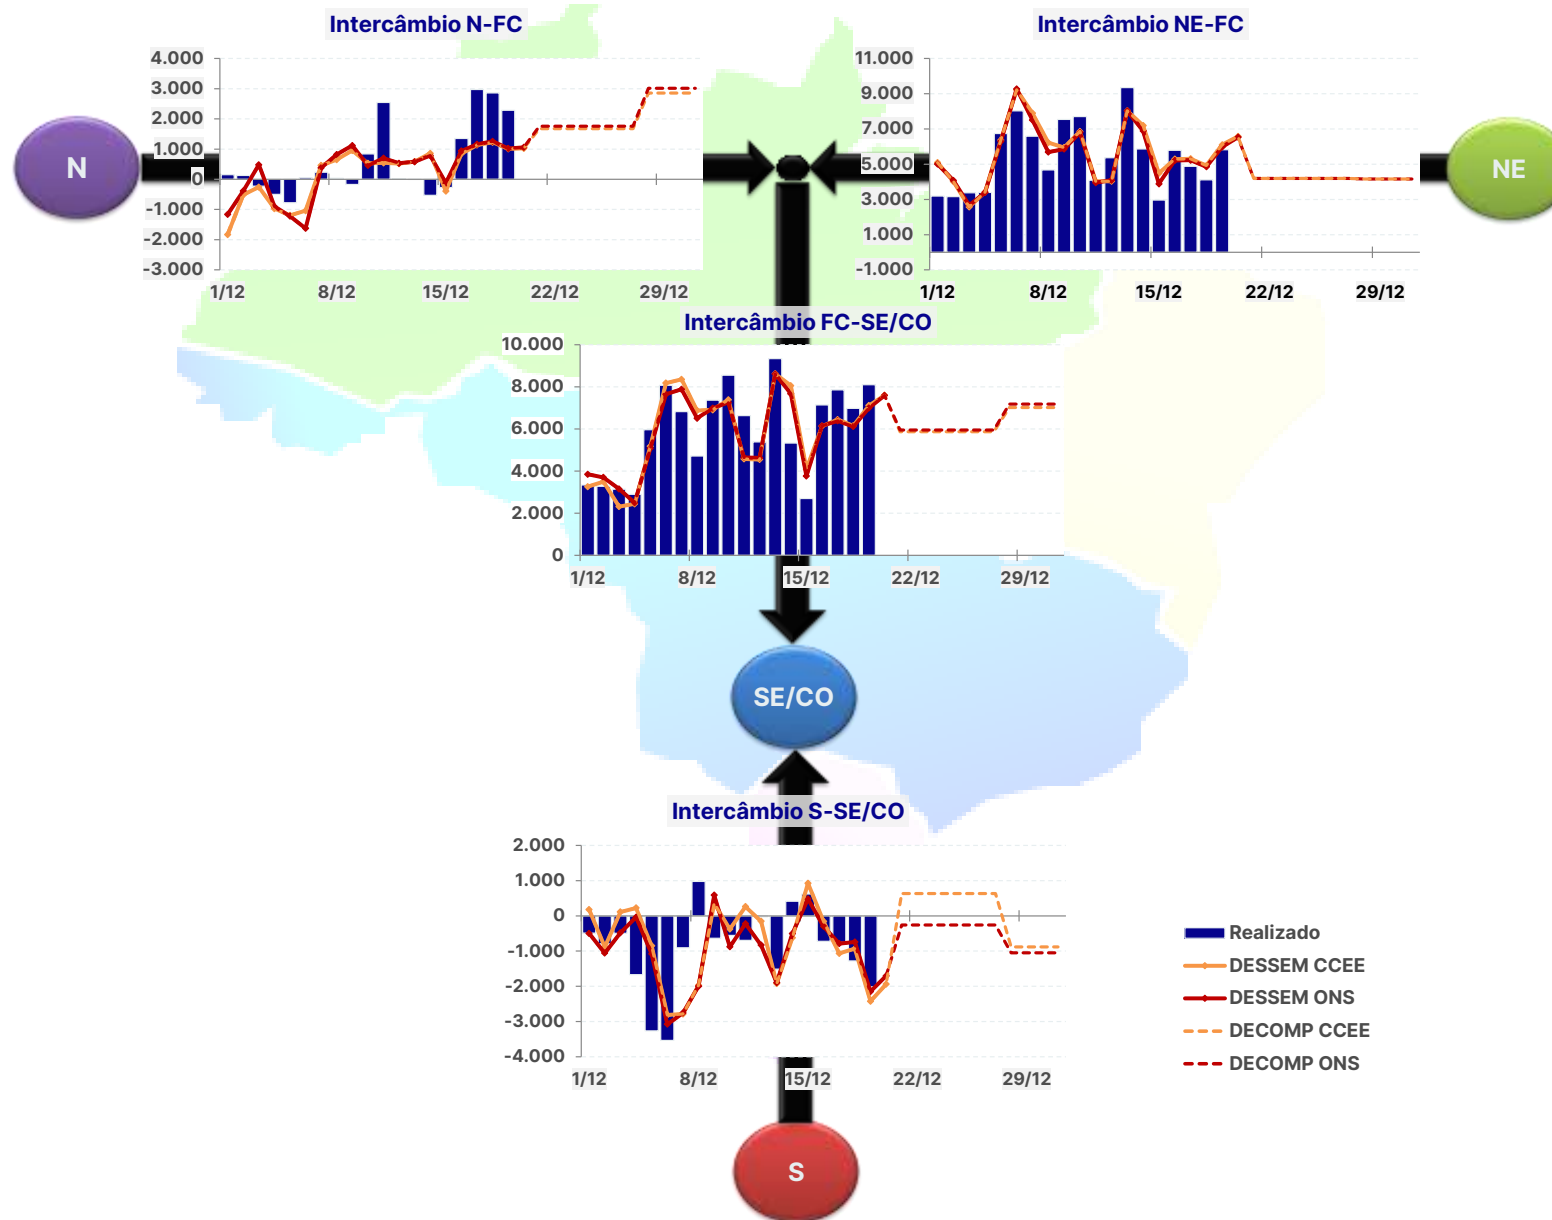 Intercâmbio N-FC
4.000
3.000
2.000
1.000
0
-1.000
-2.000
-3.000
1/12 8/12 15/12 22/12 29/12
N
Intercâmbio NE-FC
11.000
9.000
7.000
5.000
3.000
1.000
-1.000
1/12 8/12 15/12 22/12 29/12
NE
Intercâmbio FC-SE/CO
10.000
8.000
6.000
4.000
2.000
0
1/12 8/12 15/12 22/12 29/12
SE/CO
Intercâmbio S-SE/CO
2.000
1.000
0
-1.000
-2.000
-3.000
-4.000
1/12 8/12 15/12 22/12 29/12
Realizado
DESSEM CCEE
DESSEM ONS
DECOMP CCEE
DECOMP ONS
S